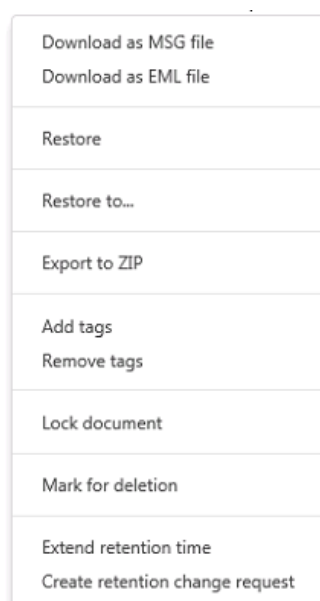 Download as MSG file
Download as EML file
Restore
Restore to...
Export to ZIP
Add tags
Remove tags
Lock document
Mark for deletion
Extend retention time
Create retention change request